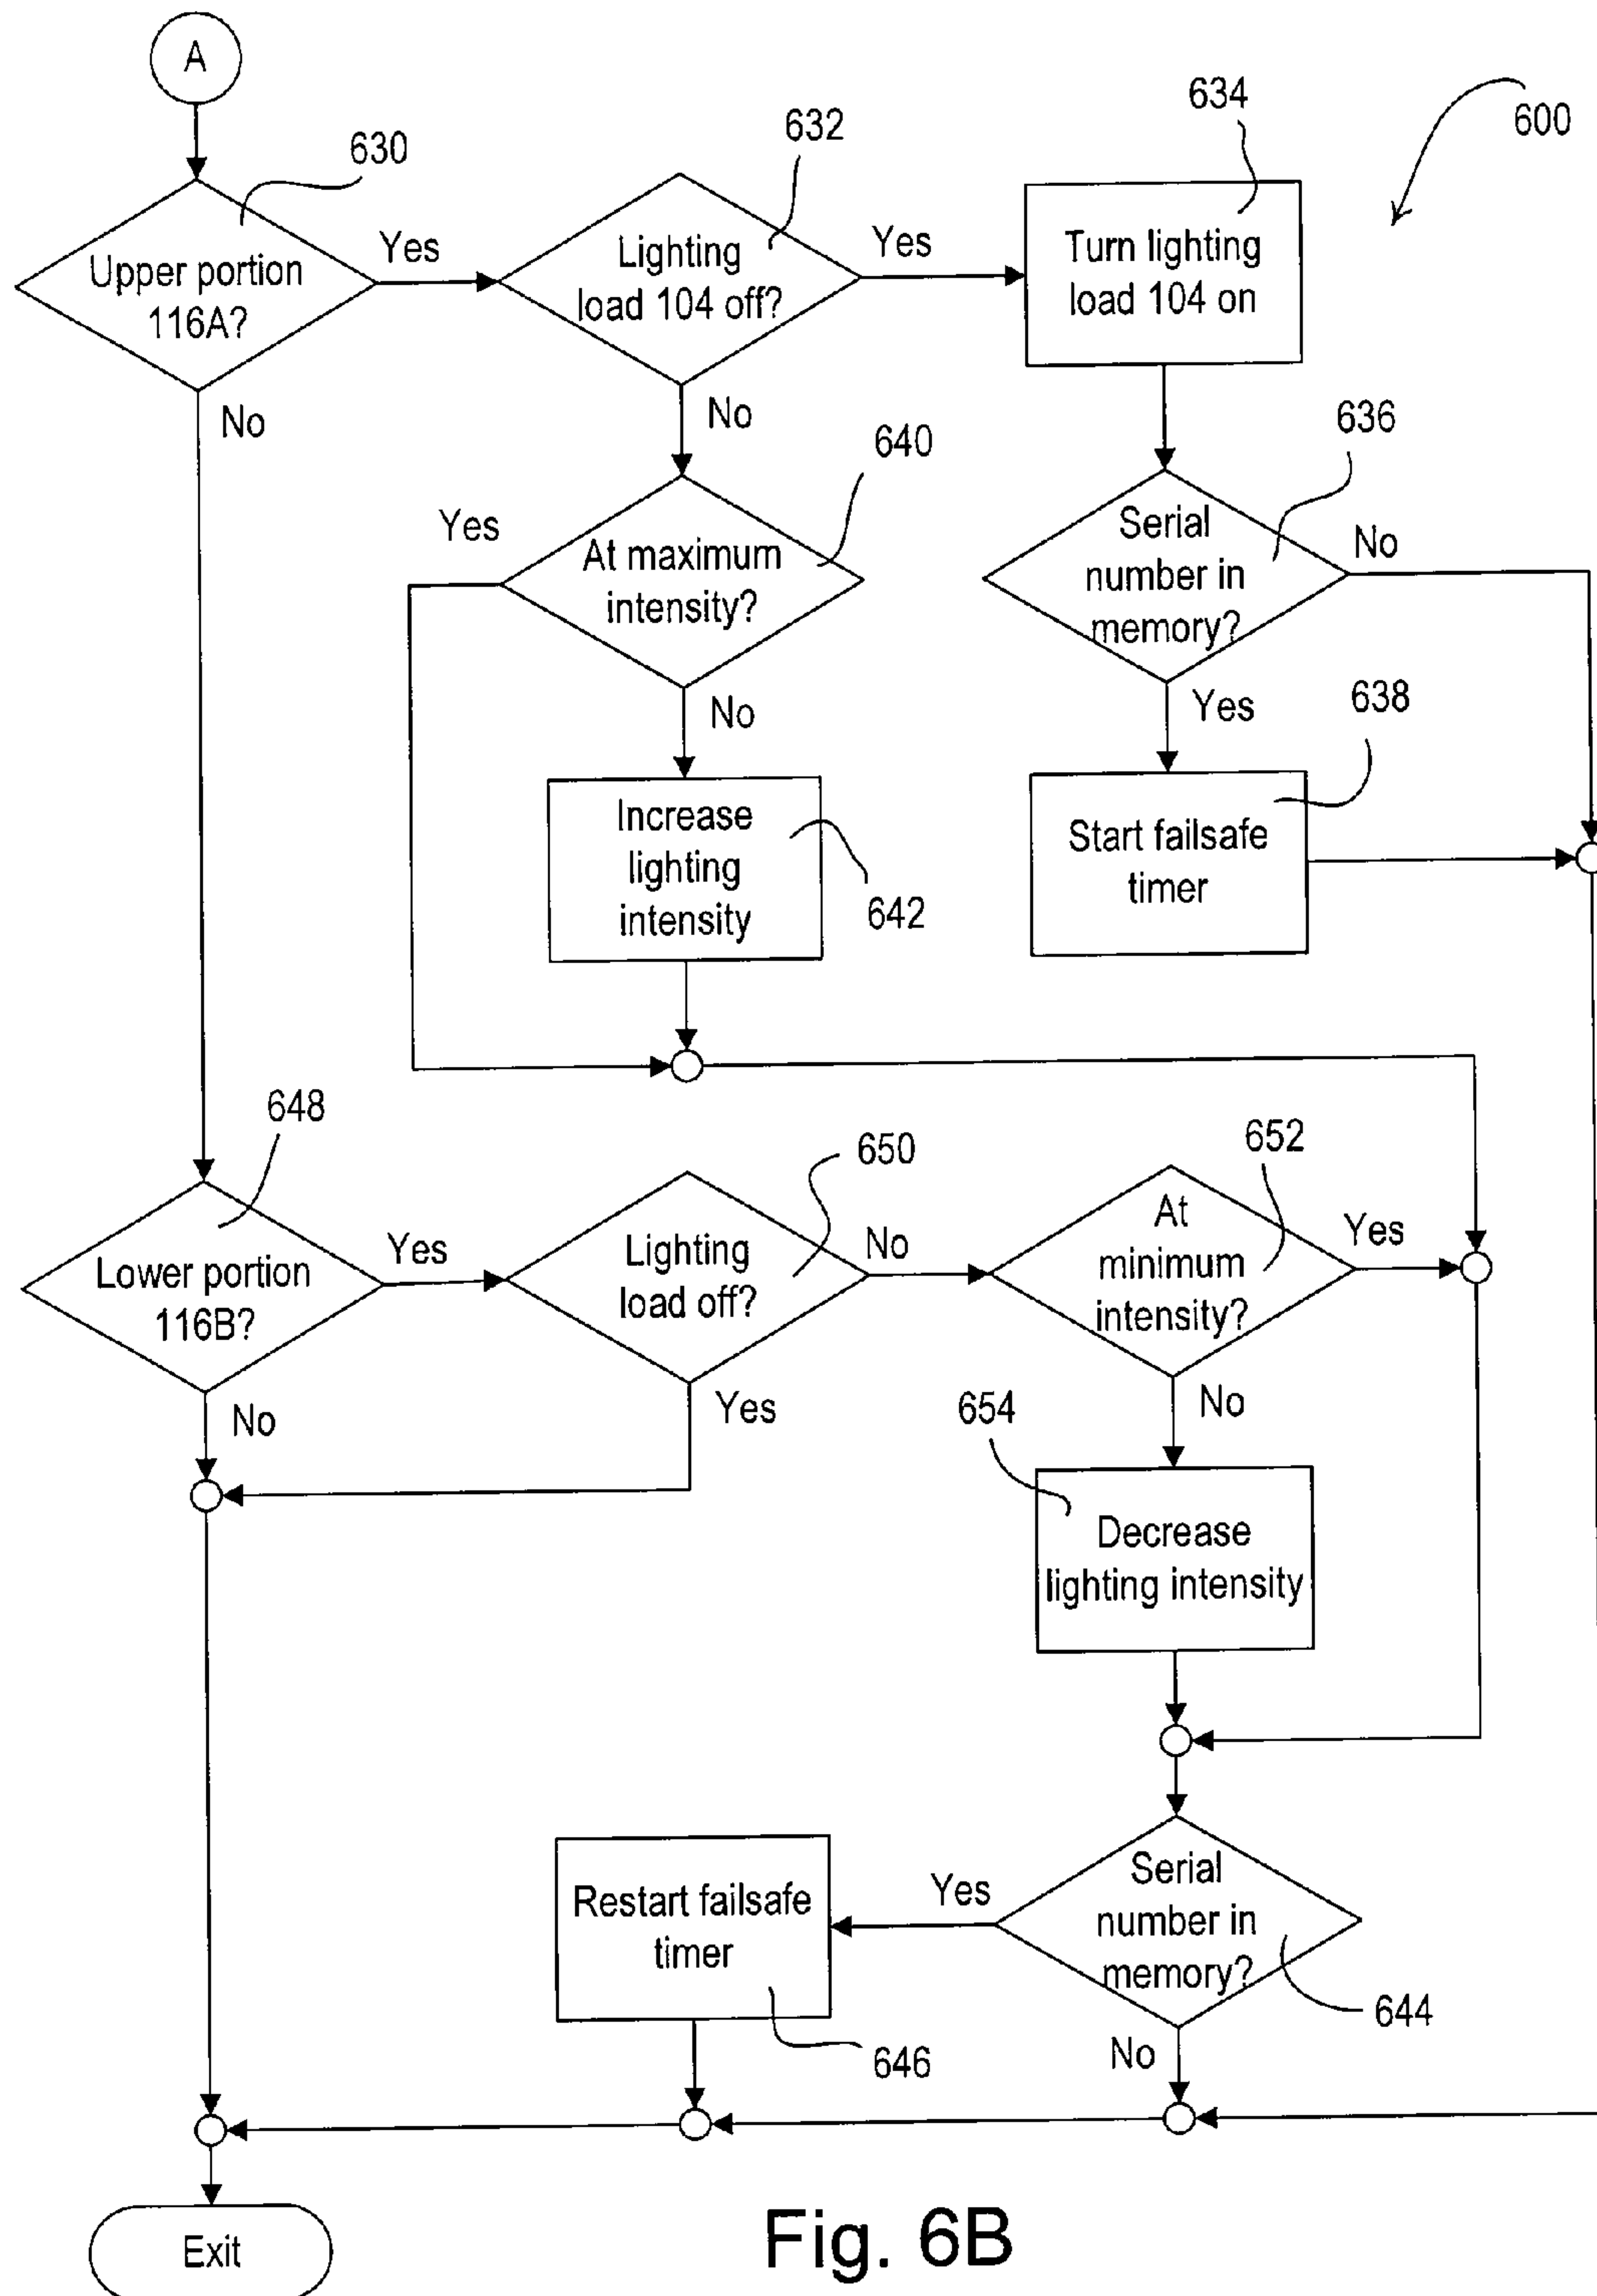 A
630
632
634
600
Upper portion
116A?
Yes
Lighting
load 104 off?
Yes
Turn lighting
load 104 on
No
No
640
636
Yes
At maximum
intensity?
Serial
number in
memory?
No
No
Yes
638
Increase
lighting
intensity
642
Start failsafe
timer
648
650
652
Lower portion
116B?
Yes
Lighting
load off?
No
At
minimum
intensity?
Yes
No
Yes
654
No
Decrease
lighting intensity
Restart failsafe
timer
Yes
Serial
number in
memory?
644
646
No
Exit
Fig. 6B